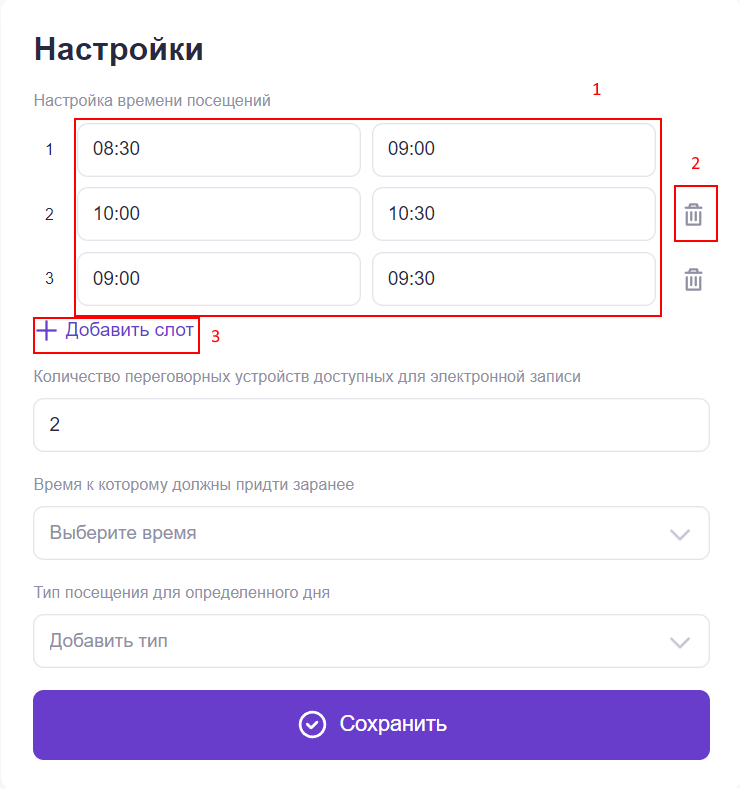 Настройки
Настройка времени посещений
1
1 08:30 09:00
2
2 10:00 10:30
3 09:00 09:30
Добавить слот 3
Количество переговорных устройств доступных для электронной записи
2
Время к которому должны придти заранее
Выберите время
Тип посещения для определенного дня
Добавить тип
Сохранить